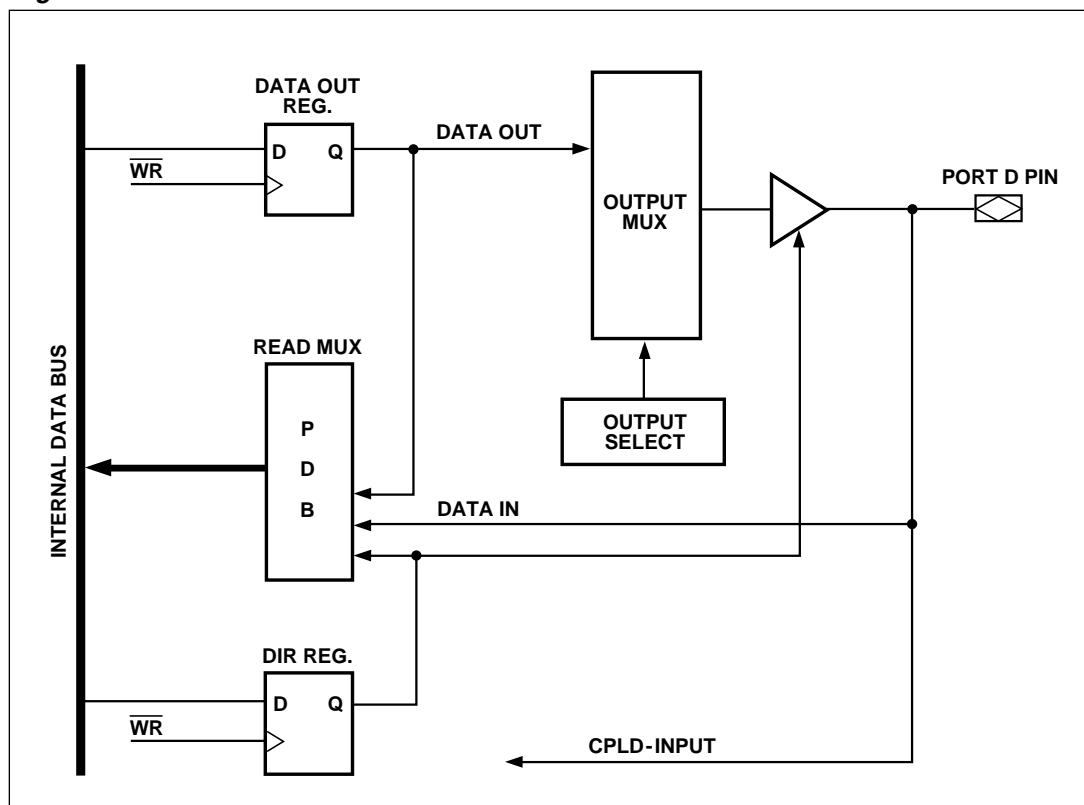 DATA OUT
REG.
D Q
WR
DATA OUT
OUTPUT
MUX
PORT D PIN
READ MUX
P
D
B
OUTPUT
SELECT
DATA IN
INTERNAL DATA BUS
DIR REG.
D Q
WR
CPLD-INPUT